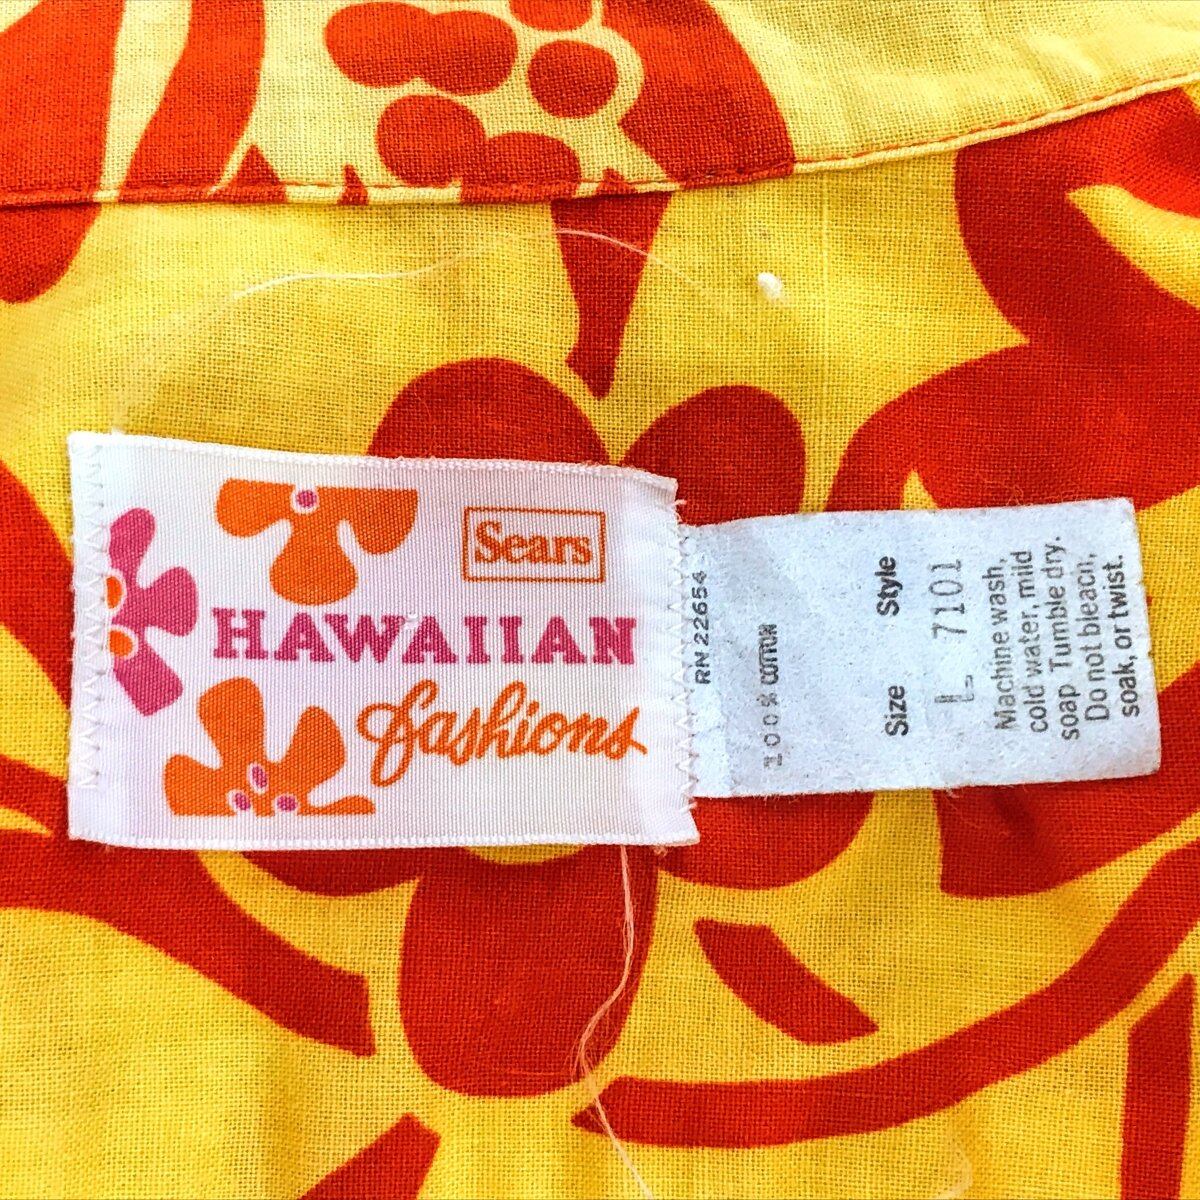 Sears
HAWAIIAN
fashions
RN 22654
100% COTTON
Size Style
L 7101
Machine wash,
cold water, mild
soap Tumble dry.
Do not bleach,
soak, or twist.